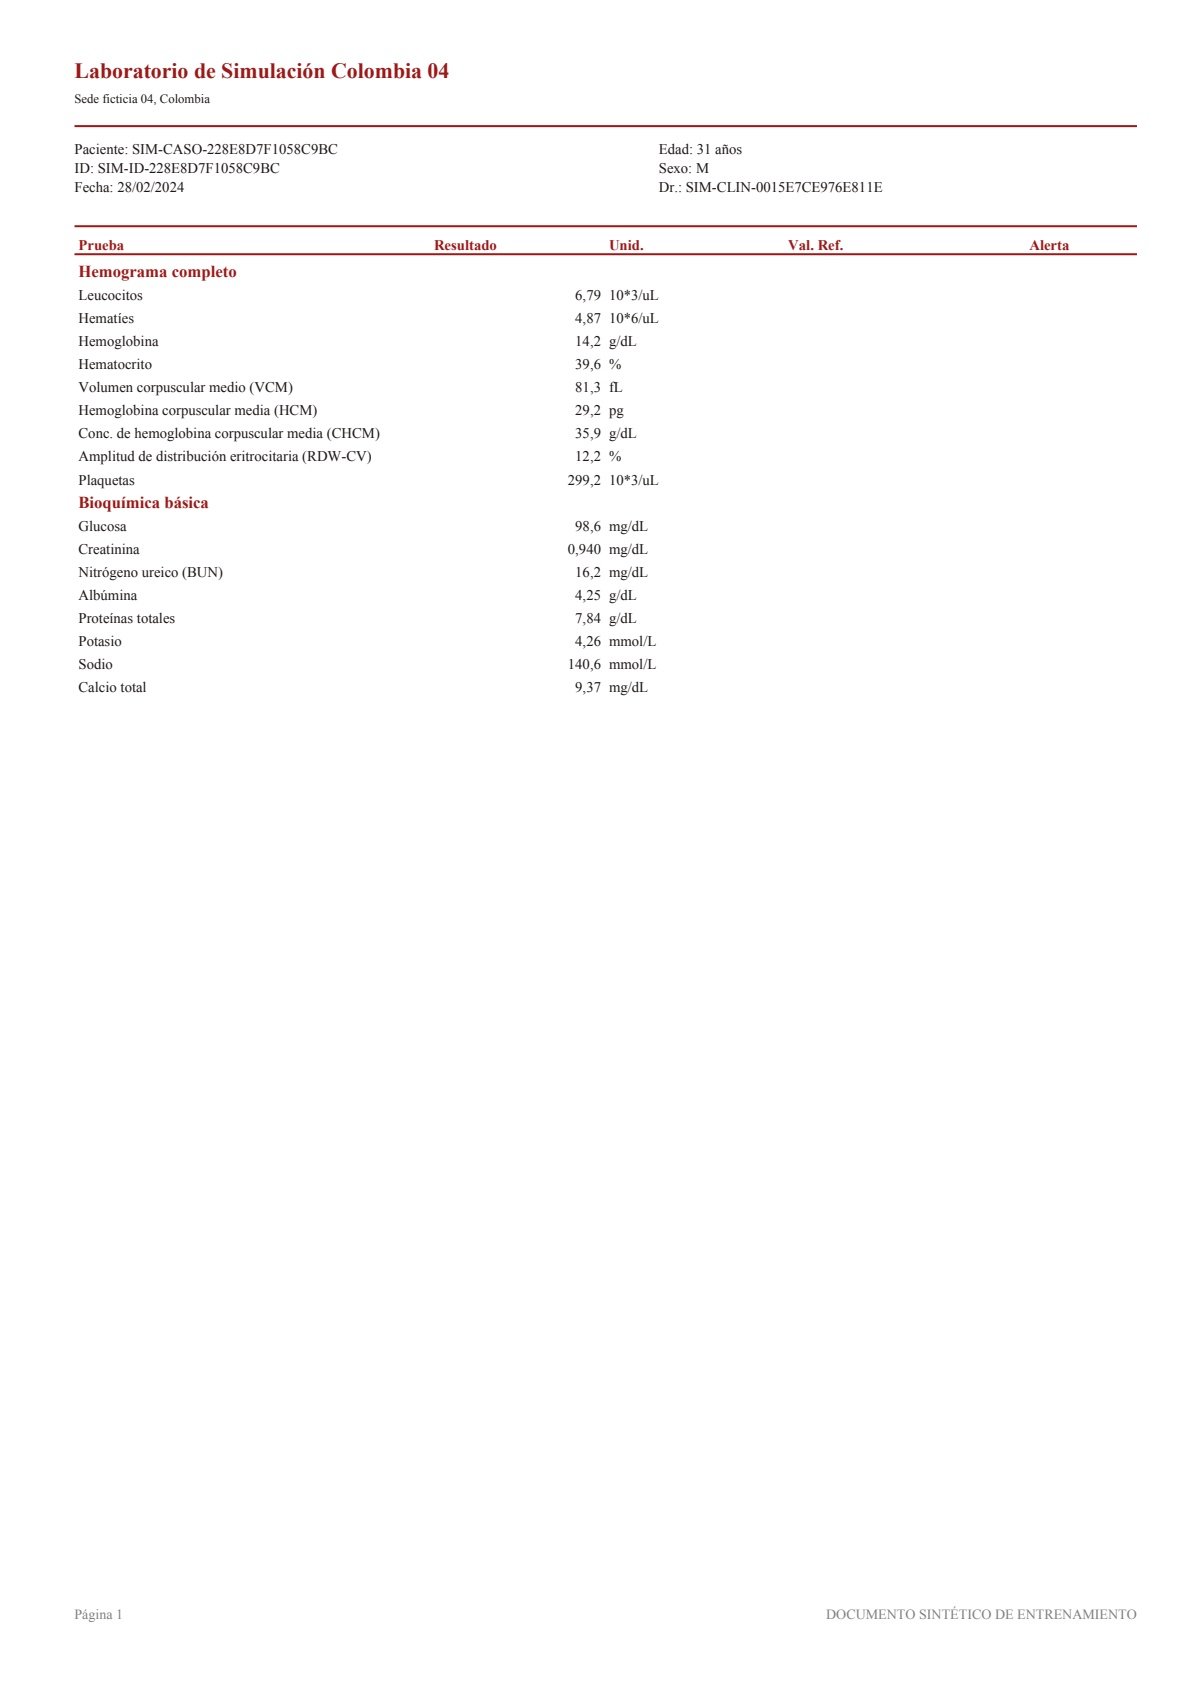 Laboratorio de Simulación Colombia 04
Sede ficticia 04, Colombia
Paciente: SIM-CASO-228E8D7F1058C9BC Edad: 31 años
ID: SIM-ID-228E8D7F1058C9BC Sexo: M
Fecha: 28/02/2024 Dr.: SIM-CLIN-0015E7CE976E811E
Prueba Resultado Unid. Val. Ref. Alerta
Hemograma completo
Leucocitos 6,79 10*3/uL
Hematíes 4,87 10*6/uL
Hemoglobina 14,2 g/dL
Hematocrito 39,6 %
Volumen corpuscular medio (VCM) 81,3 fL
Hemoglobina corpuscular media (HCM) 29,2 pg
Conc. de hemoglobina corpuscular media (CHCM) 35,9 g/dL
Amplitud de distribución eritrocitaria (RDW-CV) 12,2 %
Plaquetas 299,2 10*3/uL
Bioquímica básica
Glucosa 98,6 mg/dL
Creatinina 0,940 mg/dL
Nitrógeno ureico (BUN) 16,2 mg/dL
Albúmina 4,25 g/dL
Proteínas totales 7,84 g/dL
Potasio 4,26 mmol/L
Sodio 140,6 mmol/L
Calcio total 9,37 mg/dL
Página 1 DOCUMENTO SINTÉTICO DE ENTRENAMIENTO